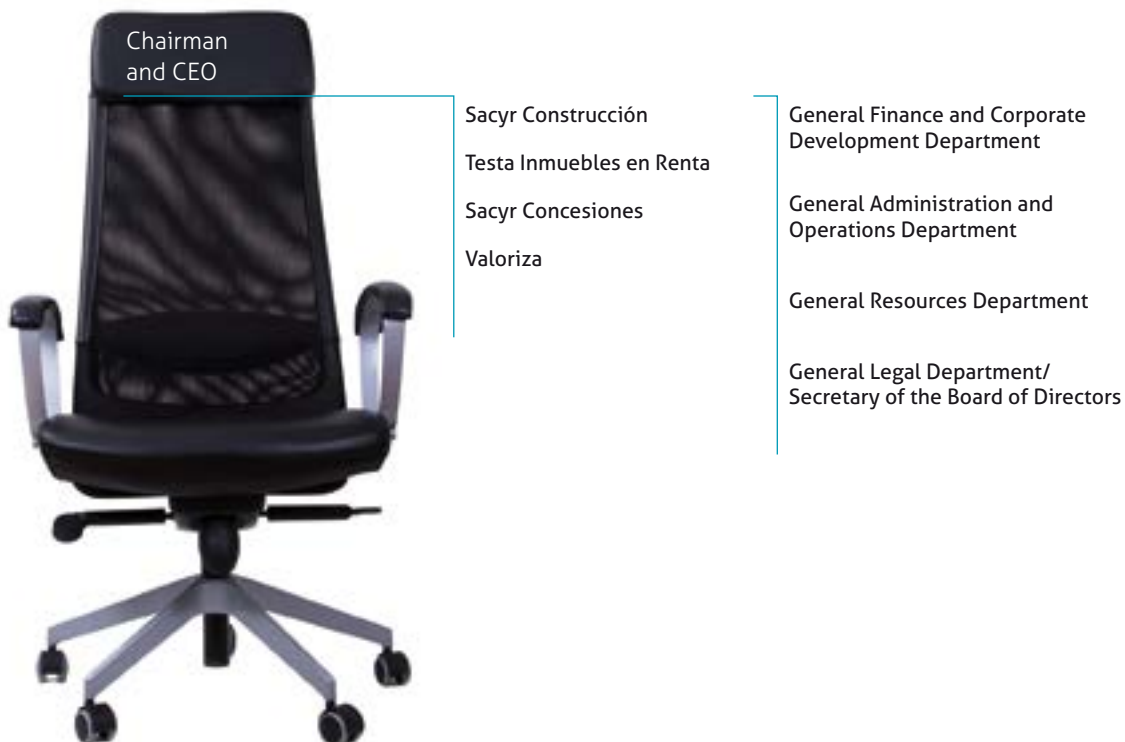 Chairman
and CEO
Sacyr Construcción
Testa Inmuebles en Renta
Sacyr Concesiones
Valoriza
General Finance and Corporate
Development Department
General Administration and
Operations Department
General Resources Department
General Legal Department/
Secretary of the Board of Directors